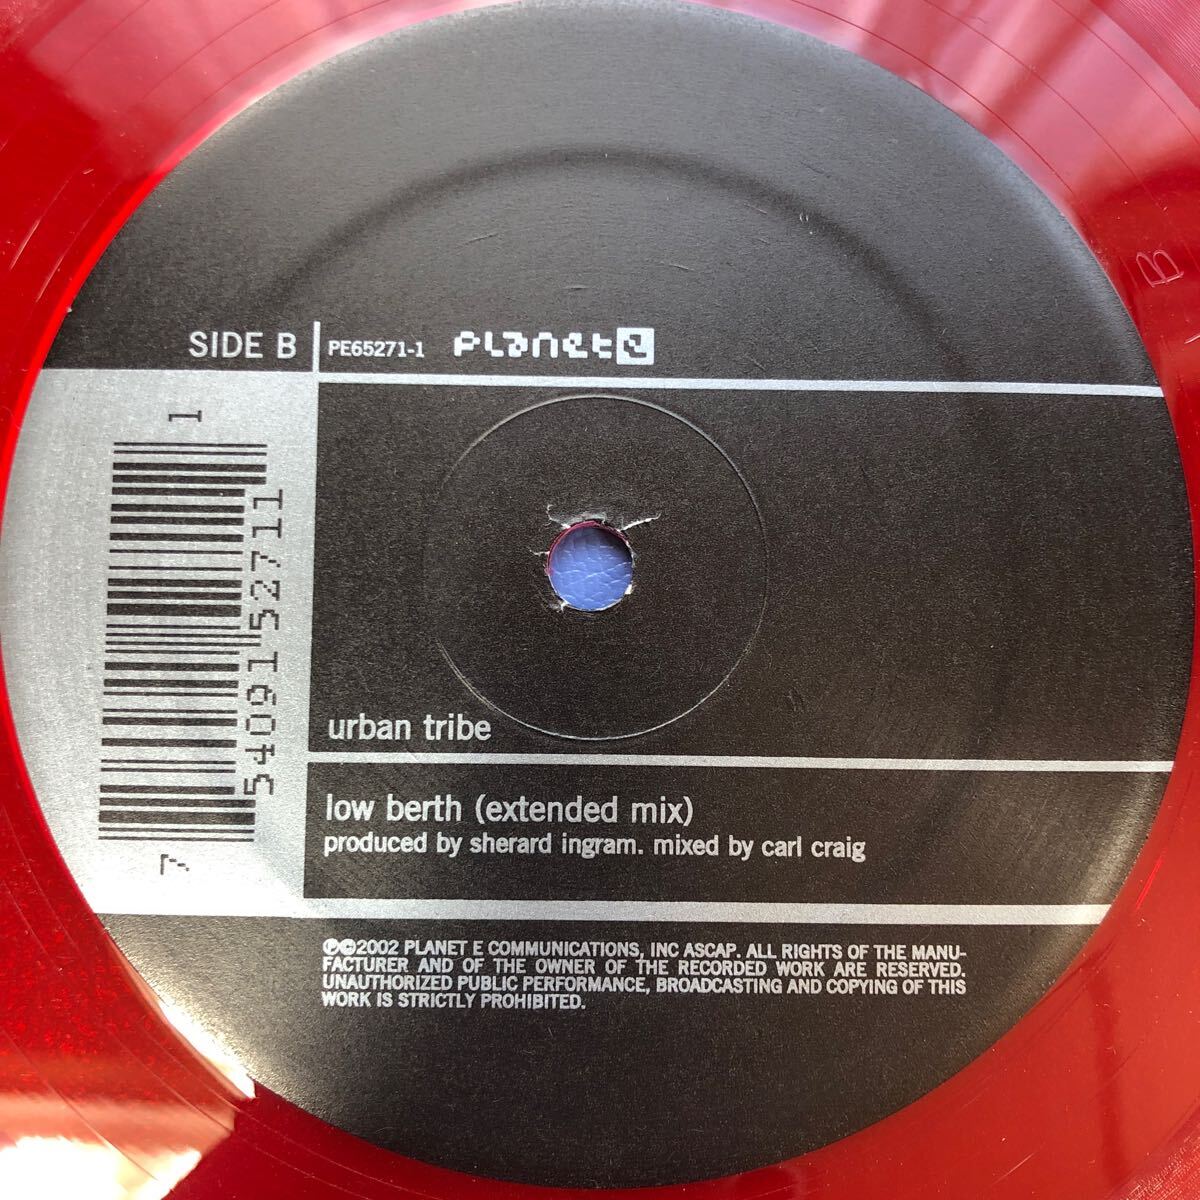 SIDE B
PE65271-1
planet e
1
54091 52711
7
urban tribe
low berth (extended mix)
produced by sherard ingram. mixed by carl craig
℗©2002 PLANET E COMMUNICATIONS, INC ASCAP. ALL RIGHTS OF THE MANU-
FACTURER AND OF THE OWNER OF THE RECORDED WORK ARE RESERVED.
UNAUTHORIZED PUBLIC PERFORMANCE, BROADCASTING AND COPYING OF THIS
WORK IS STRICTLY PROHIBITED.
B